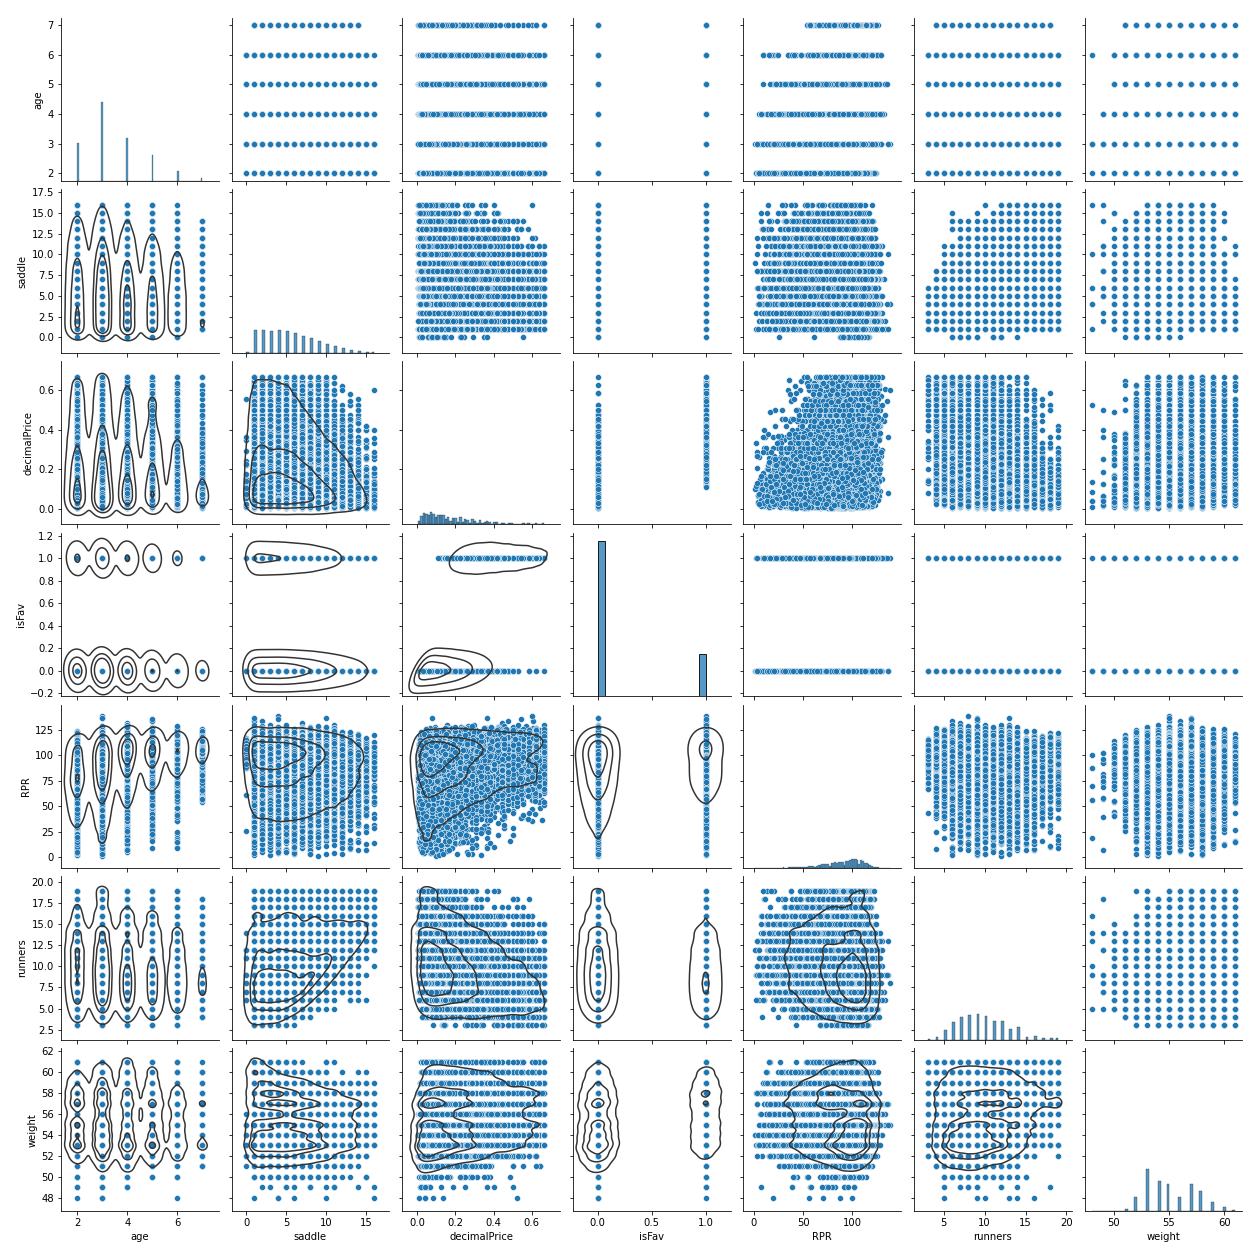 7
6
5
4
3
2
age
17.5
15.0
12.5
10.0
7.5
5.0
2.5
0.0
saddle
0.6
0.4
0.2
0.0
decimalPrice
1.2
1.0
0.8
0.6
0.4
0.2
0.0
−0.2
isFav
125
100
75
50
25
0
RPR
20.0
17.5
15.0
12.5
10.0
7.5
5.0
2.5
runners
62
60
58
56
54
52
50
48
weight
2 4 6
age
0 5 10 15
saddle
0.0 0.2 0.4 0.6
decimalPrice
0.0 0.5 1.0
isFav
0 50 100
RPR
5 10 15 20
runners
50 55 60
weight